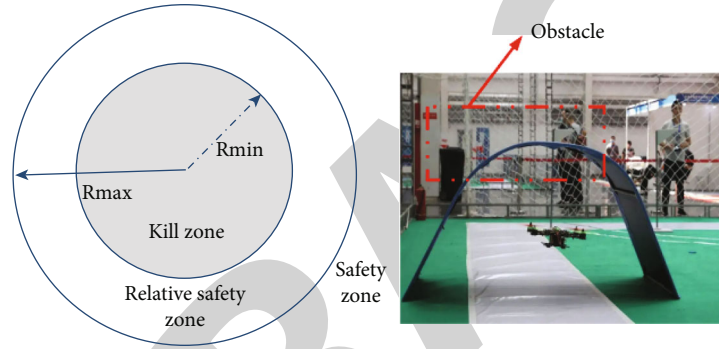 Obstacle
Rmin
Rmax
Kill zone
Relative safety
zone
Safety
zone